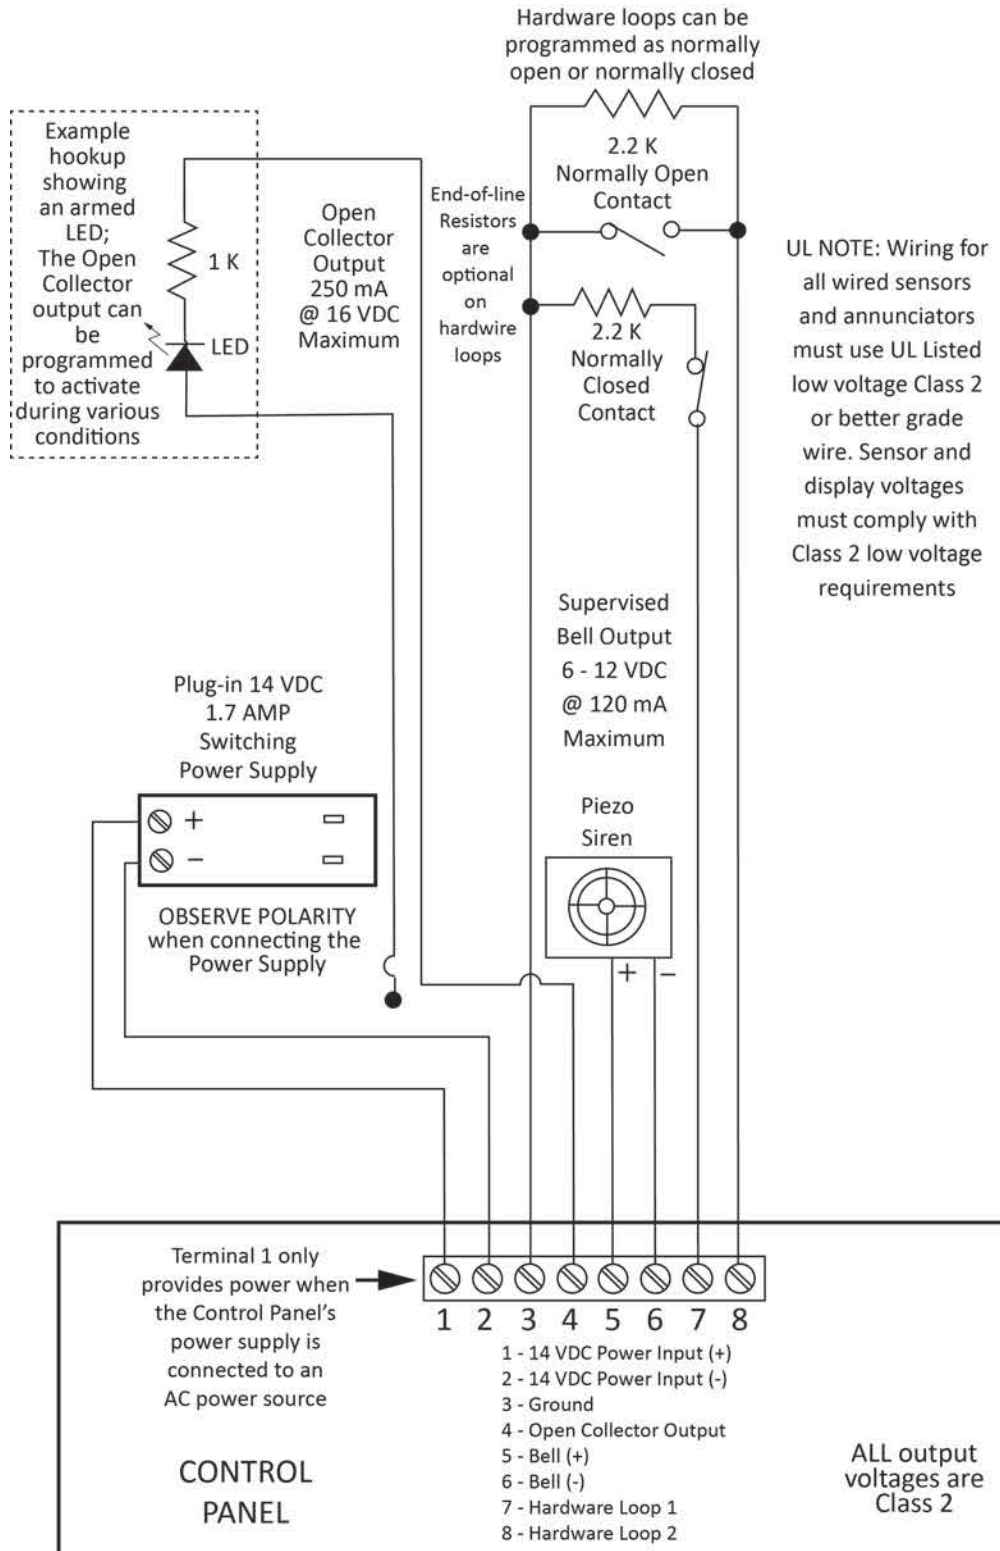 Hardware loops can be
programmed as normally
open or normally closed
Example
hookup
showing
an armed
LED;
The Open
Collector
output can
be
programmed
to activate
during various
conditions
1 K
LED
Open
Collector
Output
250 mA
@ 16 VDC
Maximum
End-of-line
Resistors
are
optional
on
hardwire
loops
2.2 K
Normally Open
Contact
2.2 K
Normally
Closed
Contact
UL NOTE: Wiring for
all wired sensors
and annunciators
must use UL Listed
low voltage Class 2
or better grade
wire. Sensor and
display voltages
must comply with
Class 2 low voltage
requirements
Supervised
Bell Output
6 - 12 VDC
@ 120 mA
Maximum
Plug-in 14 VDC
1.7 AMP
Switching
Power Supply
+
−
OBSERVE POLARITY
when connecting the
Power Supply
Piezo
Siren
+ −
Terminal 1 only
provides power when
the Control Panel's
power supply is
connected to an
AC power source
1 2 3 4 5 6 7 8
1 - 14 VDC Power Input (+)
2 - 14 VDC Power Input (-)
3 - Ground
4 - Open Collector Output
5 - Bell (+)
6 - Bell (-)
7 - Hardware Loop 1
8 - Hardware Loop 2
CONTROL
PANEL
ALL output
voltages are
Class 2